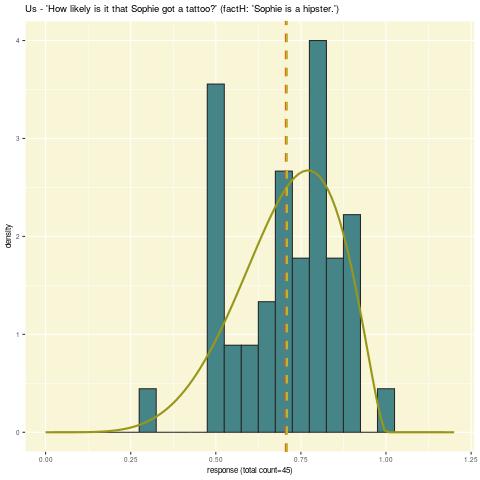 Us - 'How likely is it that Sophie got a tattoo?' (factH: 'Sophie is a hipster.')
density
4
3
2
1
0
0.00 0.25 0.50 0.75 1.00 1.25
response (total count=45)